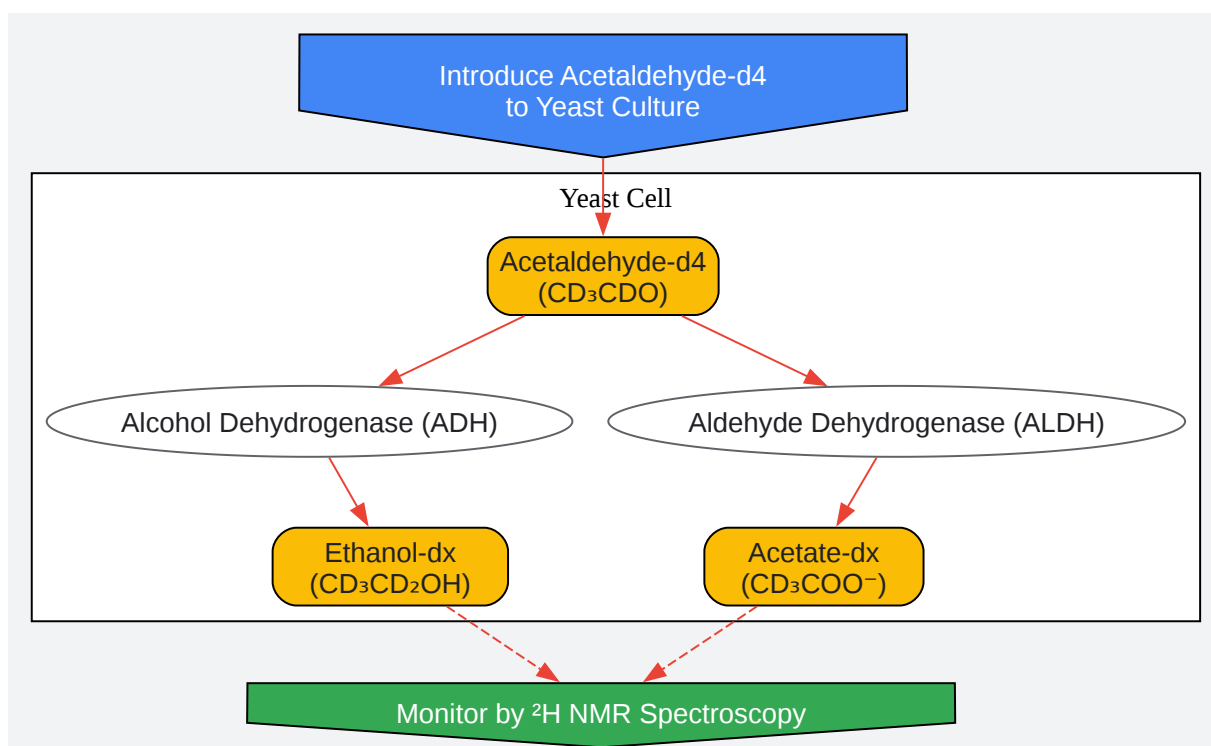 Introduce Acetaldehyde-d4
to Yeast Culture
Yeast Cell
Acetaldehyde-d4
(CD₃CDO)
Alcohol Dehydrogenase (ADH)
Aldehyde Dehydrogenase (ALDH)
Ethanol-dx
(CD₃CD₂OH)
Acetate-dx
(CD₃COO⁻)
Monitor by ²H NMR Spectroscopy